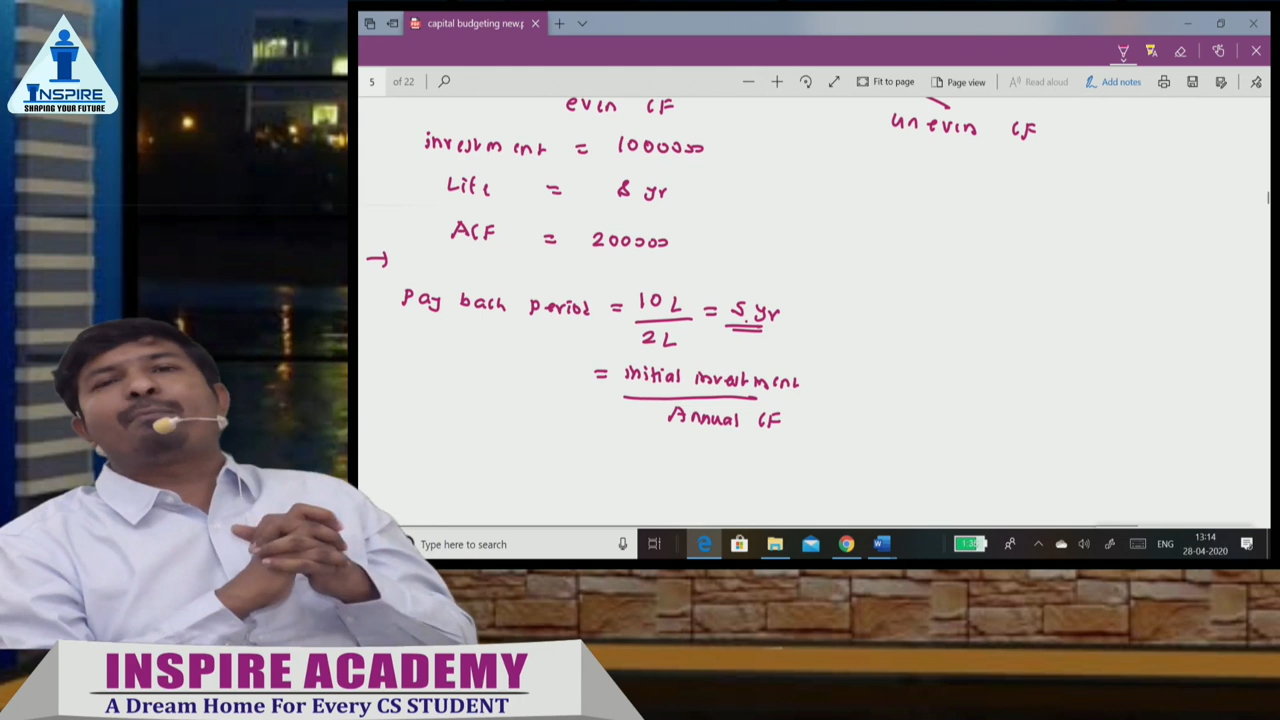 INSPIRE
SHAPING YOUR FUTURE
capital budgeting new.p
5 of 22
Fit to page
Page view
Read aloud
Add notes
even CF
uneven CF
investment = 1000000
Life = 8 yr
ACF = 200000
→
Pay back period = 10 L / 2 L = 5 yr
= initial investment / Annual CF
Type here to search
1:36
ENG
13:14
28-04-2020
INSPIRE ACADEMY
A Dream Home For Every CS STUDENT